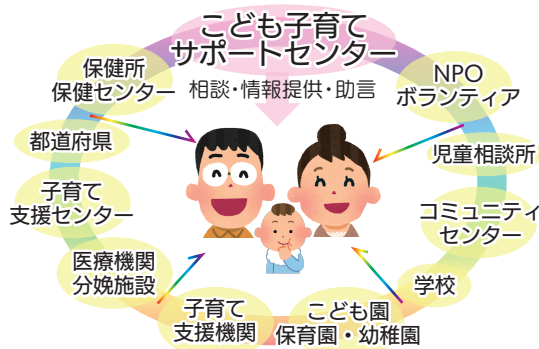 こども子育て
サポートセンター
相談・情報提供・助言
保健所
保健センター
都道府県
子育て
支援センター
医療機関
分娩施設
子育て
支援機関
こども園
保育園・幼稚園
学校
コミュニティ
センター
児童相談所
NPO
ボランティア